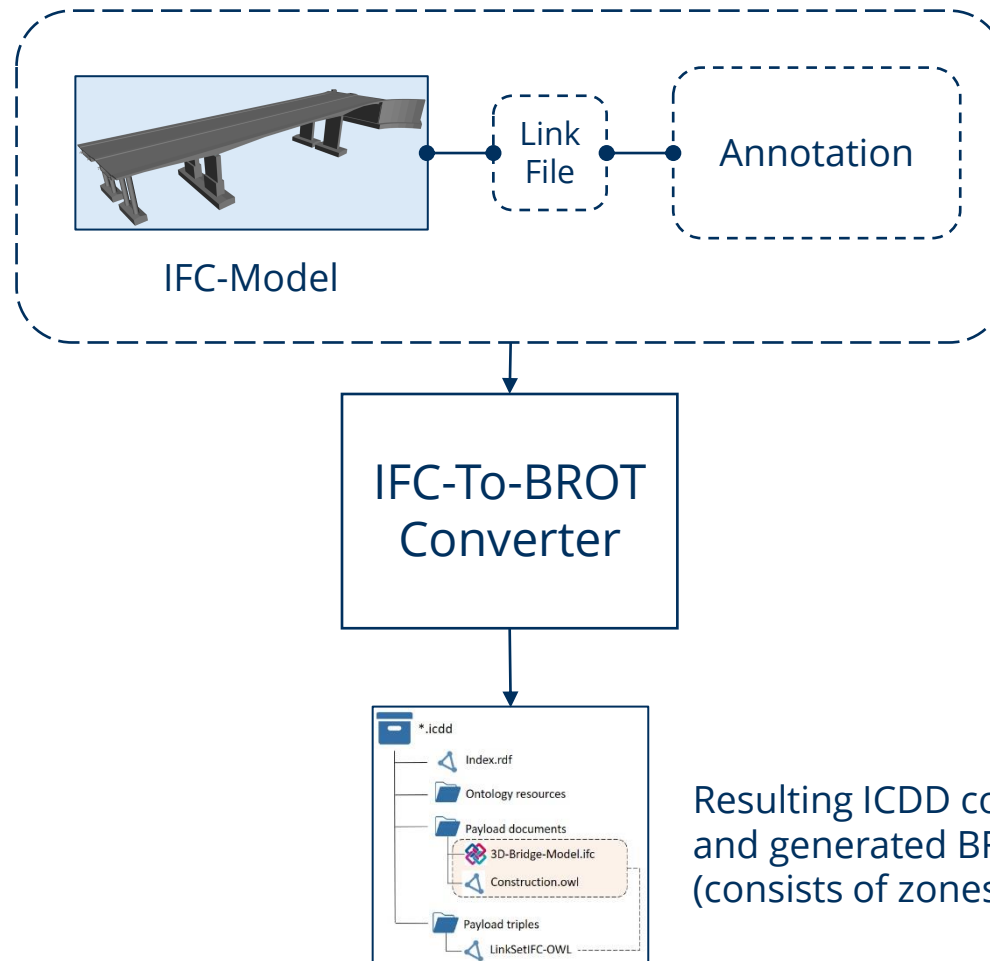 Link
File
Annotation
IFC-Model
IFC-To-BROT
Converter
*.icdd
Index.rdf
Ontology resources
Payload documents
3D-Bridge-Model.ifc
Construction.owl
Payload triples
LinkSetIFC-OWL
Resulting ICDD co
and generated BR
(consists of zones